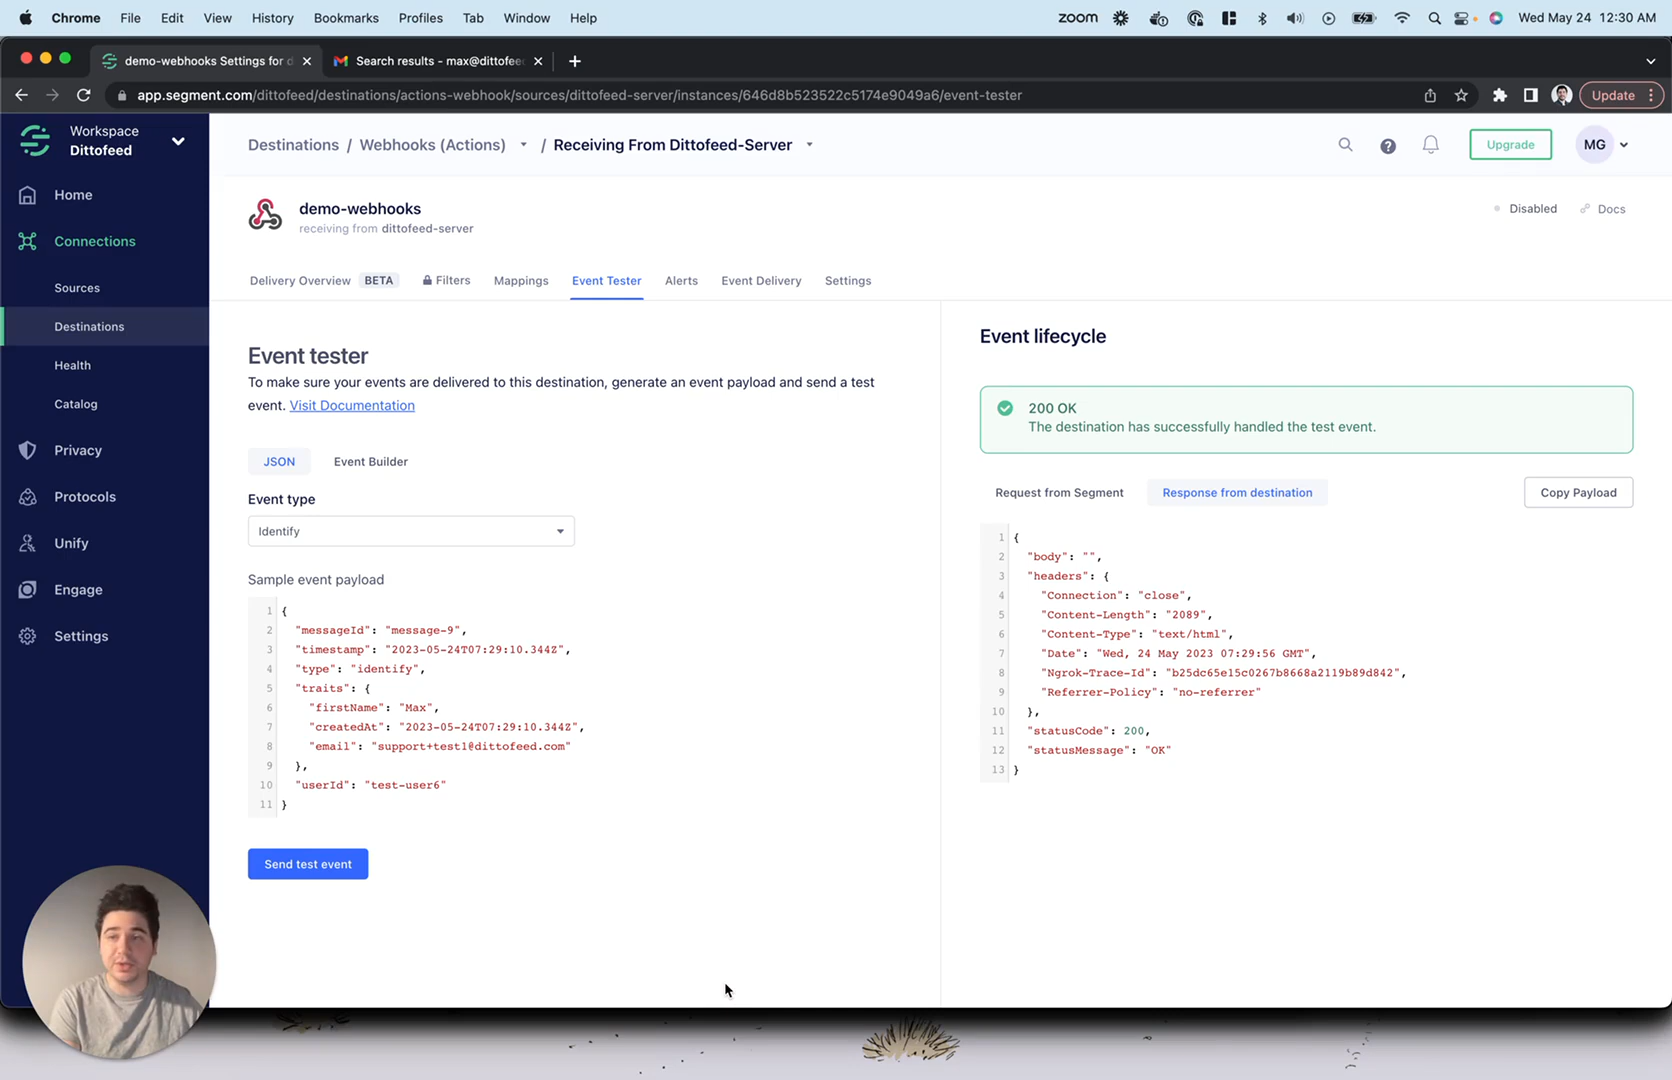 Chrome File Edit View History Bookmarks Profiles Tab Window Help
zoom Wed May 24 12:30 AM
demo-webhooks Settings for d
Search results - max@dittofee
app.segment.com/dittofeed/destinations/actions-webhook/sources/dittofeed-server/instances/646d8b523522c5174e9049a6/event-tester
Update
Workspace
Dittofeed
Home
Connections
Sources
Destinations
Health
Catalog
Privacy
Protocols
Unify
Engage
Settings
Destinations / Webhooks (Actions) / Receiving From Dittofeed-Server
Upgrade
MG
demo-webhooks
receiving from dittofeed-server
Disabled
Docs
Delivery Overview BETA Filters Mappings Event Tester Alerts Event Delivery Settings
Event tester
To make sure your events are delivered to this destination, generate an event payload and send a test
event. Visit Documentation
JSON Event Builder
Event type
Identify
Sample event payload
1 {
2 "messageId": "message-9",
3 "timestamp": "2023-05-24T07:29:10.344Z",
4 "type": "identify",
5 "traits": {
6 "firstName": "Max",
7 "createdAt": "2023-05-24T07:29:10.344Z",
8 "email": "support+test1@dittofeed.com"
9 },
10 "userId": "test-user6"
11 }
Send test event
Event lifecycle
200 OK
The destination has successfully handled the test event.
Request from Segment Response from destination Copy Payload
1 {
2 "body": "",
3 "headers": {
4 "Connection": "close",
5 "Content-Length": "2089",
6 "Content-Type": "text/html",
7 "Date": "Wed, 24 May 2023 07:29:56 GMT",
8 "Ngrok-Trace-Id": "b25dc65e15c0267b8668a2119b89d842",
9 "Referrer-Policy": "no-referrer"
10 },
11 "statusCode": 200,
12 "statusMessage": "OK"
13 }